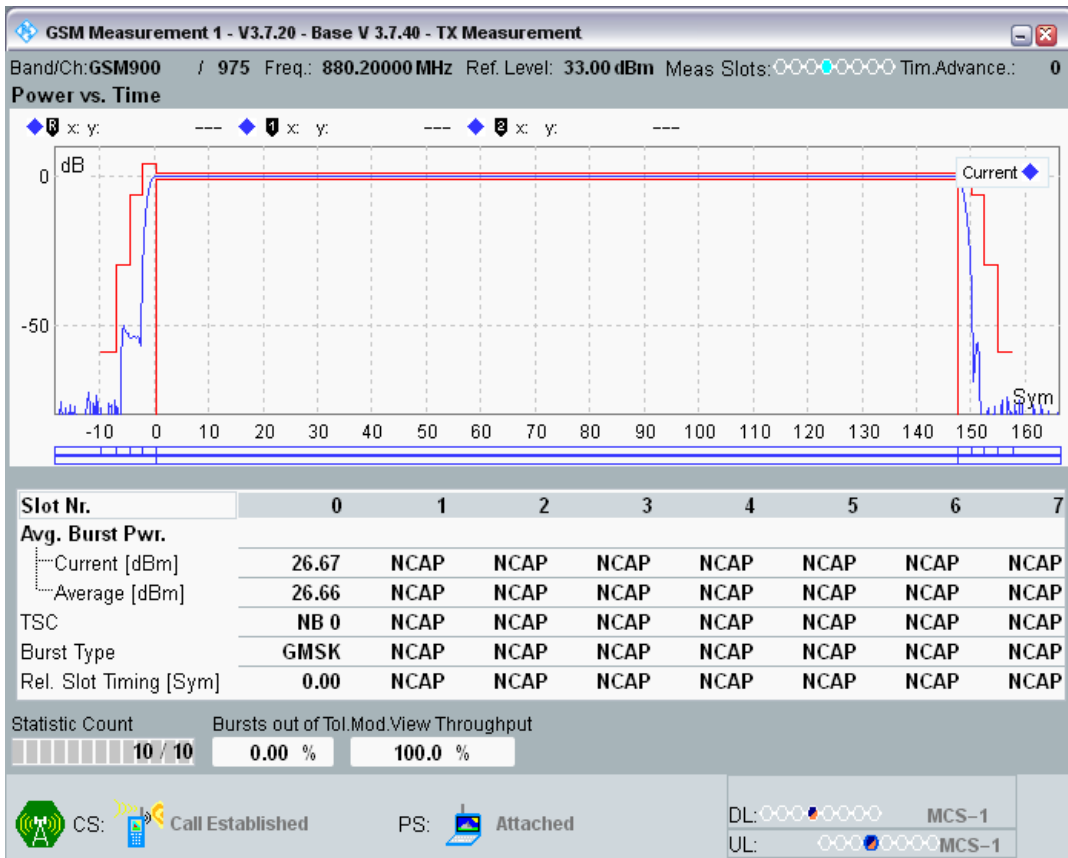 GSM Measurement 1 - V3.7.20 - Base V 3.7.40 - TX Measurement
Band/Ch:GSM900 / 975 Freq.: 880.20000 MHz Ref. Level: 33.00 dBm Meas Slots: Tim.Advance.: 0
Power vs. Time
R x: y: --- 1 x: y: --- 2 x: y: ---
dB
Current
0
-50
Sym
-10 0 10 20 30 40 50 60 70 80 90 100 110 120 130 140 150 160
Slot Nr. 0 1 2 3 4 5 6 7
Avg. Burst Pwr.
Current [dBm] 26.67 NCAP NCAP NCAP NCAP NCAP NCAP NCAP
Average [dBm] 26.66 NCAP NCAP NCAP NCAP NCAP NCAP NCAP
TSC NB 0 NCAP NCAP NCAP NCAP NCAP NCAP NCAP
Burst Type GMSK NCAP NCAP NCAP NCAP NCAP NCAP NCAP
Rel. Slot Timing [Sym] 0.00 NCAP NCAP NCAP NCAP NCAP NCAP NCAP
Statistic Count Bursts out of Tol.Mod.View Throughput
10 / 10 0.00 % 100.0 %
CS: Call Established PS: Attached
DL: MCS-1
UL: MCS-1